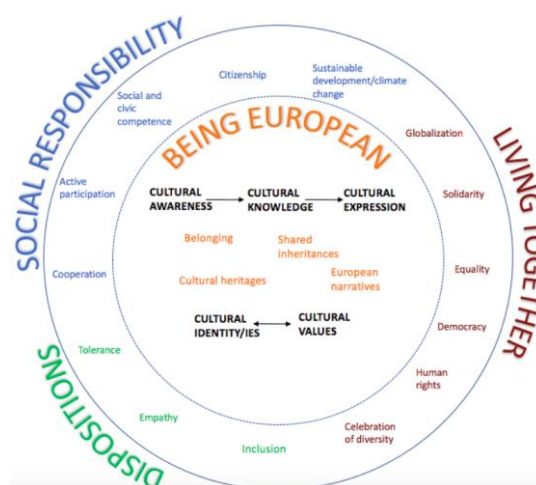 SOCIAL RESPONSIBILITY
Citizenship
Sustainable
development/climate
change
Social and
civic
competence
BEING EUROPEAN
Globalization
LIVING TOGETHER
Active
participation
CULTURAL
AWARENESS
CULTURAL
KNOWLEDGE
CULTURAL
EXPRESSION
Solidarity
Belonging
Shared
inheritances
Cooperation
Cultural heritages
European
narratives
Equality
CULTURAL
IDENTITY/IES
CULTURAL
VALUES
Democracy
Tolerance
DISPOSITIONS
Human
rights
Empathy
Inclusion
Celebration
of diversity